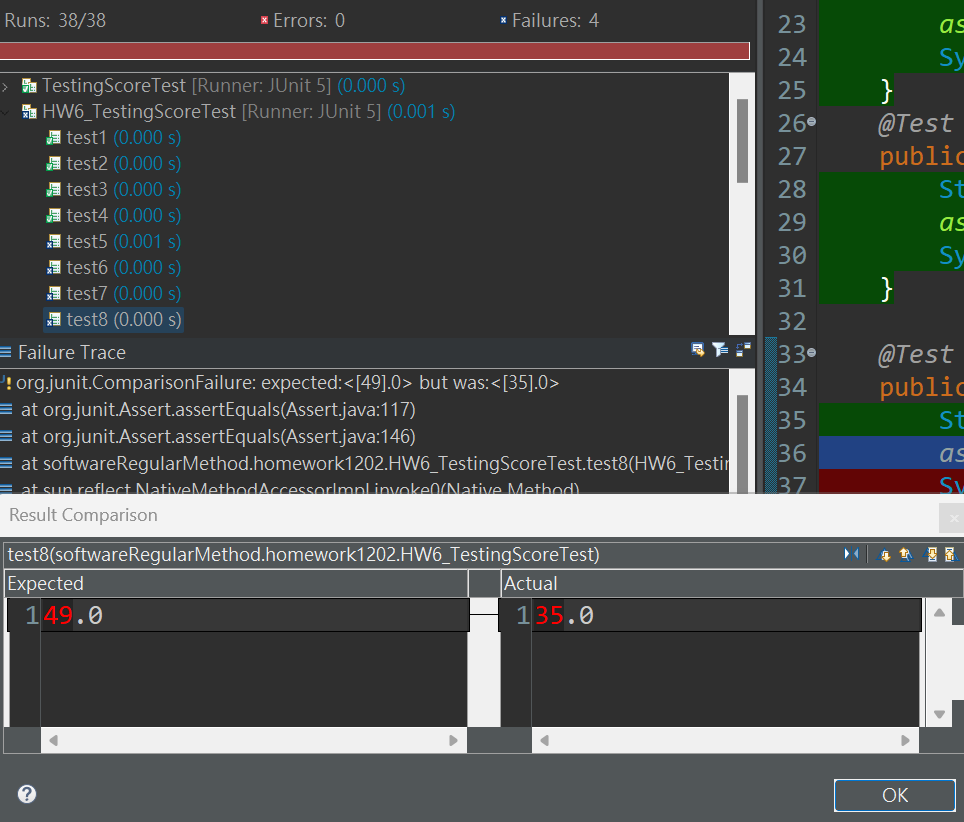 Runs: 38/38 Errors: 0 Failures: 4
TestingScoreTest [Runner: JUnit 5] (0.000 s)
HW6_TestingScoreTest [Runner: JUnit 5] (0.001 s)
test1 (0.000 s)
test2 (0.000 s)
test3 (0.000 s)
test4 (0.000 s)
test5 (0.001 s)
test6 (0.000 s)
test7 (0.000 s)
test8 (0.000 s)
Failure Trace
org.junit.ComparisonFailure: expected:<[49].0> but was:<[35].0>
at org.junit.Assert.assertEquals(Assert.java:117)
at org.junit.Assert.assertEquals(Assert.java:146)
at softwareRegularMethod.homework1202.HW6_TestingScoreTest.test8(HW6_Testin
at sun.reflect.NativeMethodAccessorImpl.invoke0(Native Method)
23 as
24 Sy
25 }
26 @Test
27 public
28 St
29 as
30 Sy
31 }
32
33 @Test
34 public
35 St
36 as
37 Sy
Result Comparison
test8(softwareRegularMethod.homework1202.HW6_TestingScoreTest)
Expected Actual
1 49.0 1 35.0
OK